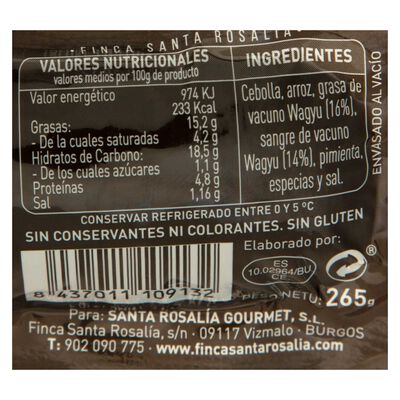 FINCA SANTA ROSALÍA
VALORES NUTRICIONALES
valores medios por 100g de producto
Valor energético 974 KJ
233 Kcal
Grasas: 15,2 g
- De la cuales saturadas 4,2 g
Hidratos de Carbono: 18,5 g
- De los cuales azúcares 1,1 g
Proteínas 4,8 g
Sal 1,16 g
INGREDIENTES
Cebolla, arroz, grasa de
vacuno Wagyu (16%),
sangre de vacuno
Wagyu (14%), pimienta,
especias y sal.
ENVASADO AL VACÍO
CONSERVAR REFRIGERADO ENTRE 0 Y 5 ºC
SIN CONSERVANTES NI COLORANTES. SIN GLUTEN
Elaborado por:
ES
10.02964/BU
CE
®
8 437011 109132
PESO NETO: 265g
Para: SANTA ROSALÍA GOURMET, S.L.
Finca Santa Rosalía, s/n · 09117 Vizmalo · BURGOS
T: 902 090 775 · www.fincasantarosalia.com